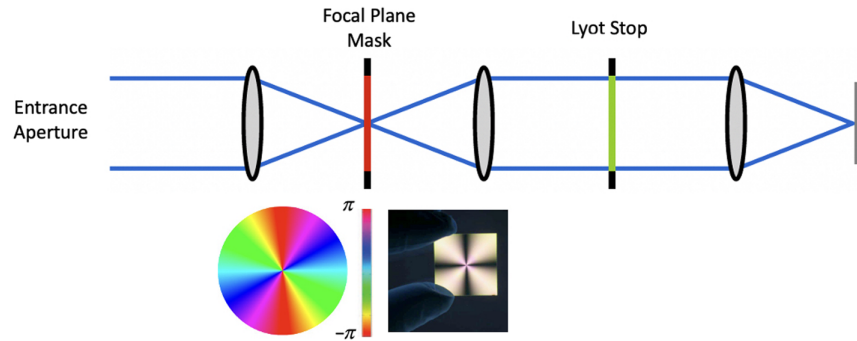 Focal Plane
Mask
Lyot Stop
Entrance
Aperture
π
-π